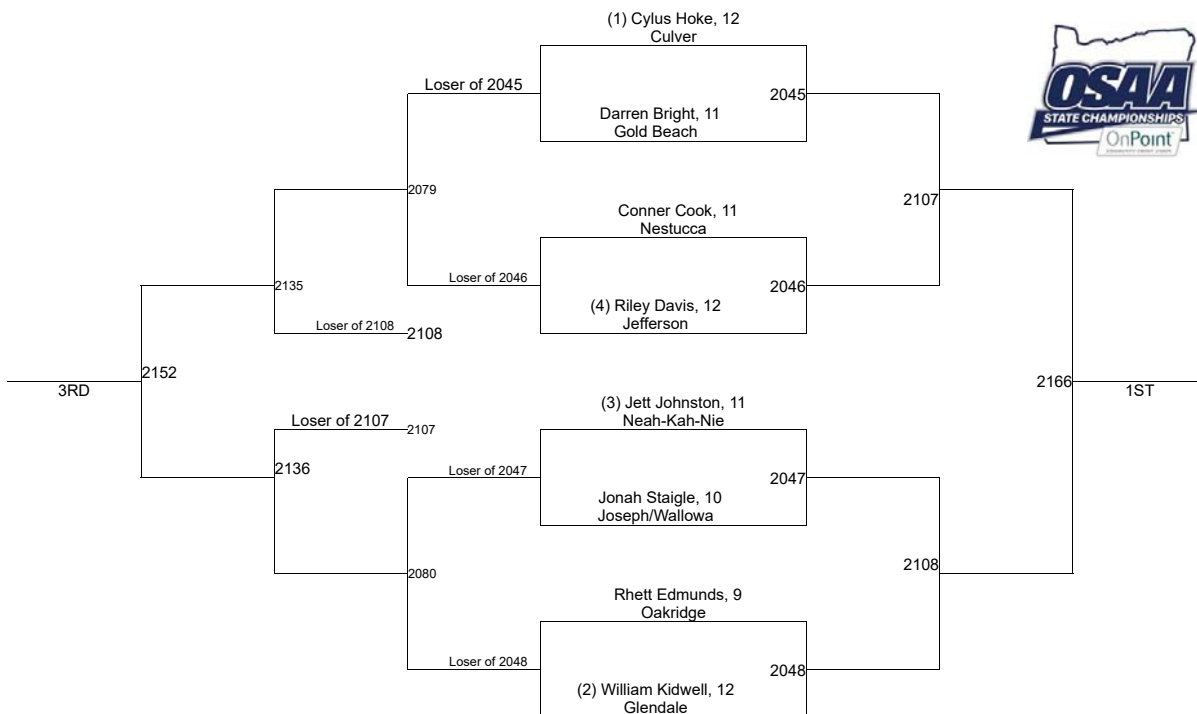 (1) Cylus Hoke, 12
Culver
Loser of 2045
2045
Darren Bright, 11
Gold Beach
OSAA
STATE CHAMPIONSHIPS
OnPoint
2079
2107
Conner Cook, 11
Nestucca
Loser of 2046
2046
2135
(4) Riley Davis, 12
Jefferson
Loser of 2108
2108
2152
2166
3RD
1ST
(3) Jett Johnston, 11
Neah-Kah-Nie
Loser of 2107
2107
2136
Loser of 2047
2047
Jonah Staigle, 10
Joseph/Wallowa
2080
2108
Rhett Edmunds, 9
Oakridge
Loser of 2048
2048
(2) William Kidwell, 12
Glendale